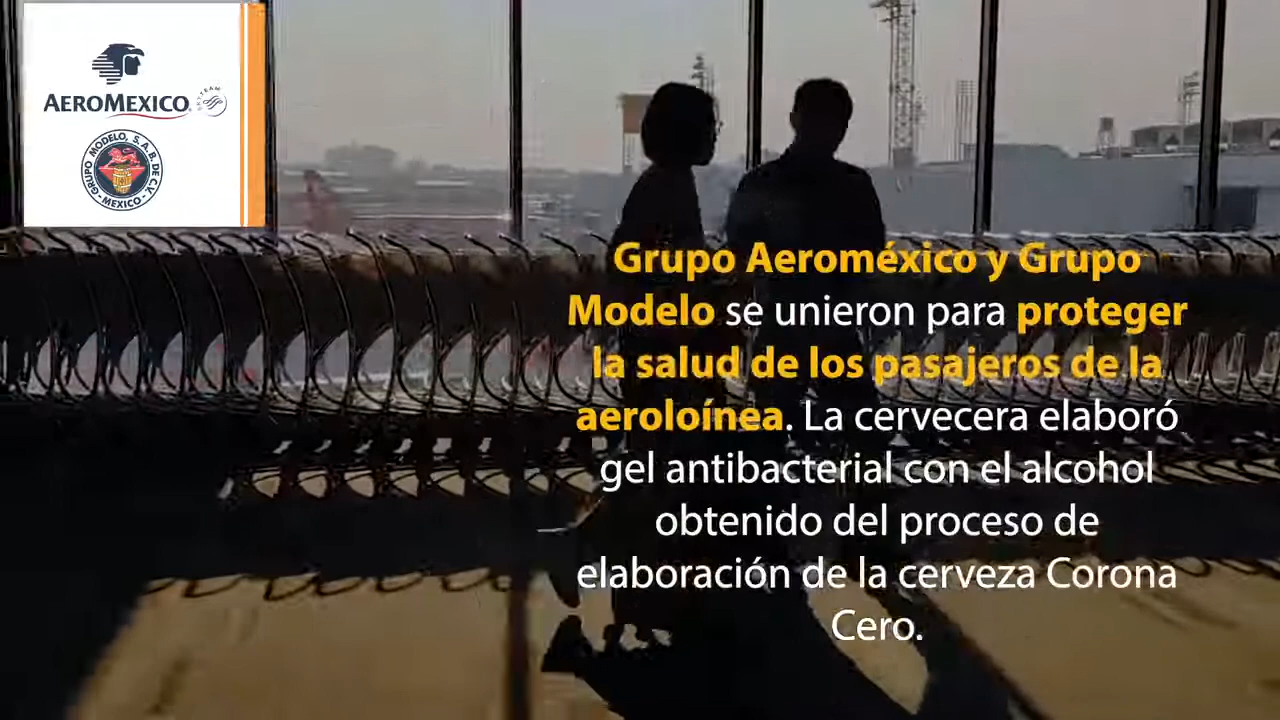 AEROMEXICO
SKYTEAM
GRUPO MODELO, S.A.B. DE C.V.
- MEXICO -
Grupo Aeroméxico y Grupo
Modelo se unieron para proteger
la salud de los pasajeros de la
aeroloínea. La cervecera elaboró
gel antibacterial con el alcohol
obtenido del proceso de
elaboración de la cerveza Corona
Cero.